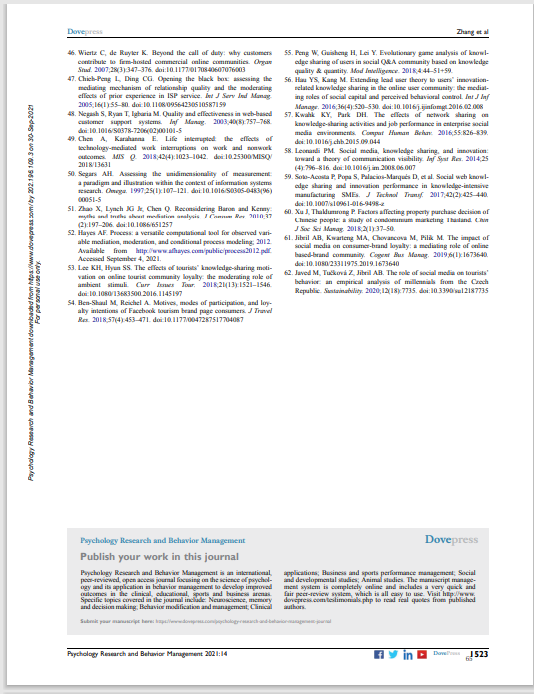 Dovepress
Zhang et al
46. Wiertz C, de Ruyter K. Beyond the call of duty: why customers
contribute to firm-hosted commercial online communities. Organ
Stud. 2007;28(3):347–376. doi:10.1177/0170840607076003
47. Chieh-Peng L, Ding CG. Opening the black box: assessing the
mediating mechanism of relationship quality and the moderating
effects of prior experience in ISP service. Int J Serv Ind Manag.
2005;16(1):55–80. doi:10.1108/09564230510587159
48. Negash S, Ryan T, Igbaria M. Quality and effectiveness in web-based
customer support systems. Inf Manag. 2003;40(8):757–768.
doi:10.1016/S0378-7206(02)00101-5
49. Chen A, Karahanna E. Life interrupted: the effects of
technology-mediated work interruptions on work and nonwork
outcomes. MIS Q. 2018;42(4):1023–1042. doi:10.25300/MISQ/
2018/13631
50. Segars AH. Assessing the unidimensionality of measurement:
a paradigm and illustration within the context of information systems
research. Omega. 1997;25(1):107–121. doi:10.1016/S0305-0483(96)
00051-5
51. Zhao X, Lynch JG Jr, Chen Q. Reconsidering Baron and Kenny:
myths and truths about mediation analysis. J Consum Res. 2010;37
(2):197–206. doi:10.1086/651257
52. Hayes AF. Process: a versatile computational tool for observed vari-
able mediation, moderation, and conditional process modeling; 2012.
Available from http://www.afhayes.com/public/process2012.pdf.
Accessed September 4, 2021.
53. Lee KH, Hyun SS. The effects of tourists' knowledge-sharing moti-
vation on online tourist community loyalty: the moderating role of
ambient stimuli. Curr Issues Tour. 2018;21(13):1521–1546.
doi:10.1080/13683500.2016.1145197
54. Ben-Shaul M, Reichel A. Motives, modes of participation, and loy-
alty intentions of Facebook tourism brand page consumers. J Travel
Res. 2018;57(4):453–471. doi:10.1177/0047287517704087
55. Peng W, Guisheng H, Lei Y. Evolutionary game analysis of knowl-
edge sharing of users in social Q&A community based on knowledge
quality & quantity. Mod Intelligence. 2018;4:44–51+59.
56. Hau YS, Kang M. Extending lead user theory to users' innovation-
related knowledge sharing in the online user community: the mediat-
ing roles of social capital and perceived behavioral control. Int J Inf
Manage. 2016;36(4):520–530. doi:10.1016/j.ijinfomgt.2016.02.008
57. Kwahk KY, Park DH. The effects of network sharing on
knowledge-sharing activities and job performance in enterprise social
media environments. Comput Human Behav. 2016;55:826–839.
doi:10.1016/j.chb.2015.09.044
58. Leonardi PM. Social media, knowledge sharing, and innovation:
toward a theory of communication visibility. Inf Syst Res. 2014;25
(4):796–816. doi:10.1016/j.im.2008.06.007
59. Soto-Acosta P, Popa S, Palacios-Marqués D, et al. Social web knowl-
edge sharing and innovation performance in knowledge-intensive
manufacturing SMEs. J Technol Transf. 2017;42(2):425–440.
doi:10.1007/s10961-016-9498-z
60. Xu J, Thaldumrong P. Factors affecting property purchase decision of
Chinese people: a study of condominium marketing Thailand. Chin
J Soc Sci Manag. 2018;2(1):37–50.
61. Jibril AB, Kwarteng MA, Chovancova M, Pilik M. The impact of
social media on consumer-brand loyalty: a mediating role of online
based-brand community. Cogent Bus Manag. 2019;6(1):1673640.
doi:10.1080/23311975.2019.1673640
62. Javed M, Tučková Z, Jibril AB. The role of social media on tourists'
behavior: an empirical analysis of millennials from the Czech
Republic. Sustainability. 2020;12(18):7735. doi:10.3390/su12187735
Psychology Research and Behavior Management downloaded from https://www.dovepress.com/ by 202.196.109.3 on 30-Sep-2021
For personal use only.
Psychology Research and Behavior Management
Dovepress
Publish your work in this journal
Psychology Research and Behavior Management is an international,
peer-reviewed, open access journal focusing on the science of psychol-
ogy and its application in behavior management to develop improved
outcomes in the clinical, educational, sports and business arenas.
Specific topics covered in the journal include: Neuroscience, memory
and decision making; Behavior modification and management; Clinical
applications; Business and sports performance management; Social
and developmental studies; Animal studies. The manuscript manage-
ment system is completely online and includes a very quick and
fair peer-review system, which is all easy to use. Visit http://www.
dovepress.com/testimonials.php to read real quotes from published
authors.
Submit your manuscript here: https://www.dovepress.com/psychology-research-and-behavior-management-journal
Psychology Research and Behavior Management 2021:14
DovePress
1523